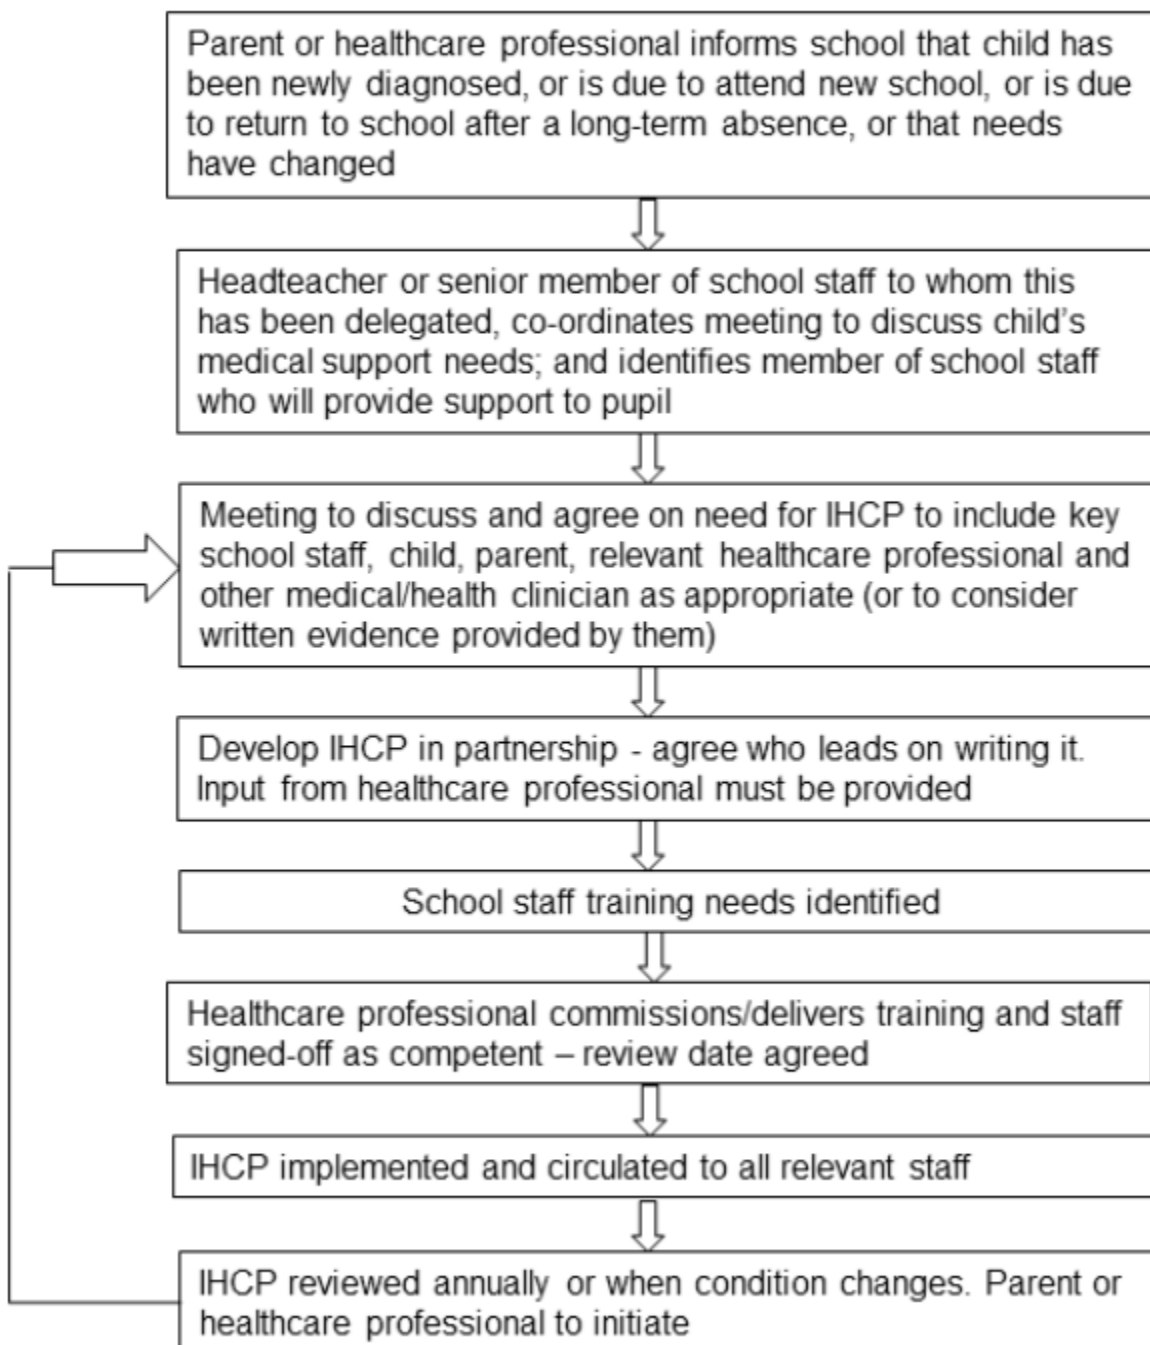 Parent or healthcare professional informs school that child has
been newly diagnosed, or is due to attend new school, or is due
to return to school after a long-term absence, or that needs
have changed
Headteacher or senior member of school staff to whom this
has been delegated, co-ordinates meeting to discuss child's
medical support needs; and identifies member of school staff
who will provide support to pupil
Meeting to discuss and agree on need for IHCP to include key
school staff, child, parent, relevant healthcare professional and
other medical/health clinician as appropriate (or to consider
written evidence provided by them)
Develop IHCP in partnership - agree who leads on writing it.
Input from healthcare professional must be provided
School staff training needs identified
Healthcare professional commissions/delivers training and staff
signed-off as competent – review date agreed
IHCP implemented and circulated to all relevant staff
IHCP reviewed annually or when condition changes. Parent or
healthcare professional to initiate